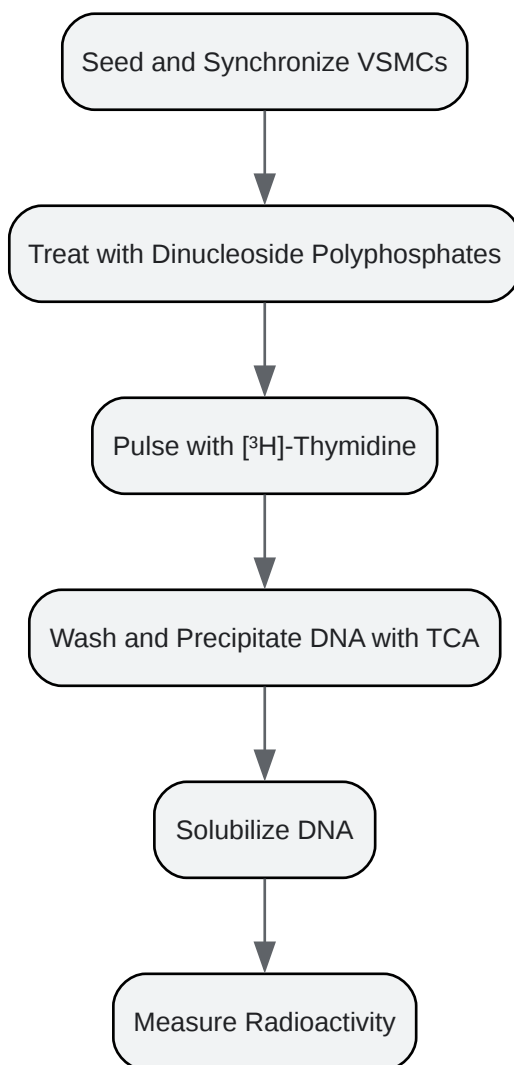 Seed and Synchronize VSMCs
Treat with Dinucleoside Polyphosphates
Pulse with [³H]-Thymidine
Wash and Precipitate DNA with TCA
Solubilize DNA
Measure Radioactivity